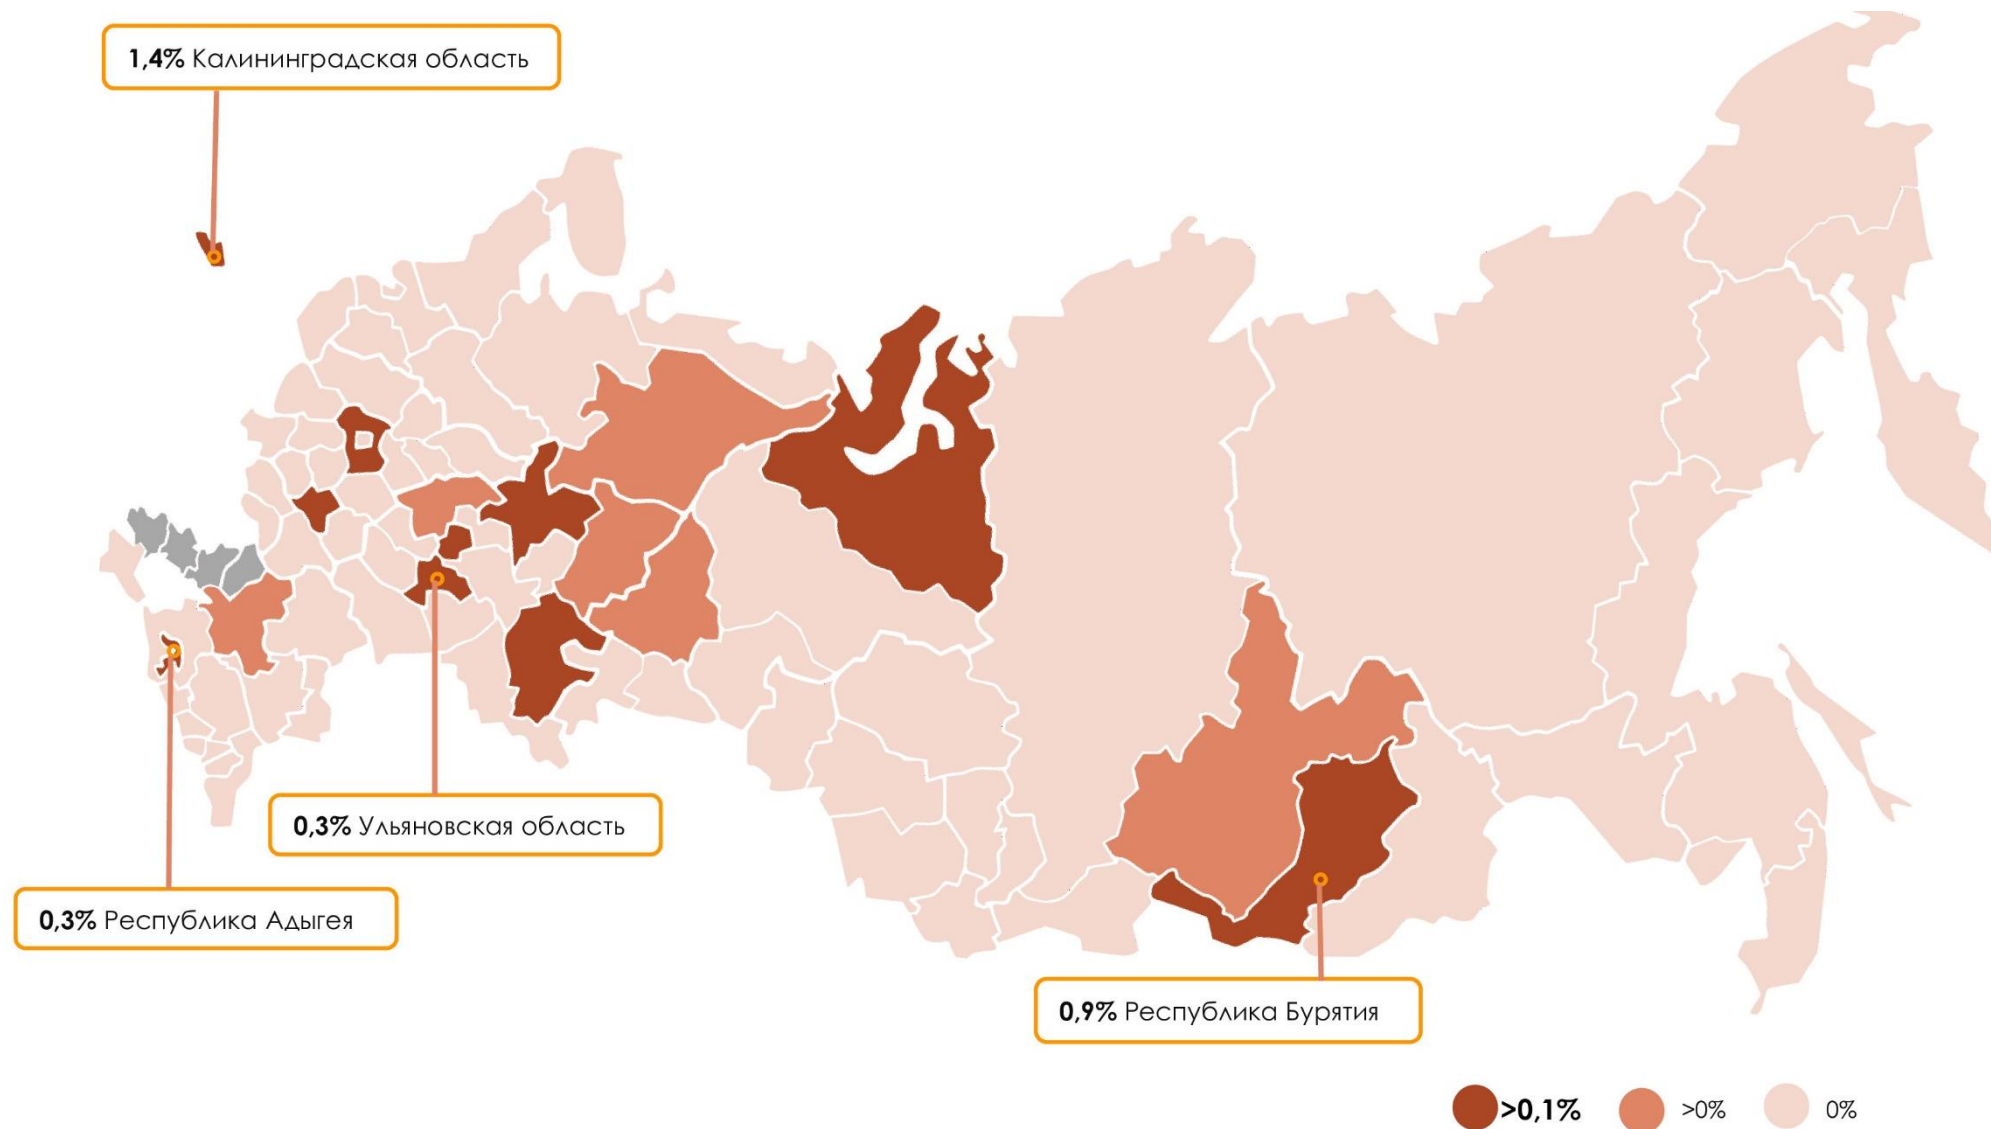 1,4% Калининградская область
0,3% Ульяновская область
0,3% Республика Адыгея
0,9% Республика Бурятия
>0,1% >0% 0%